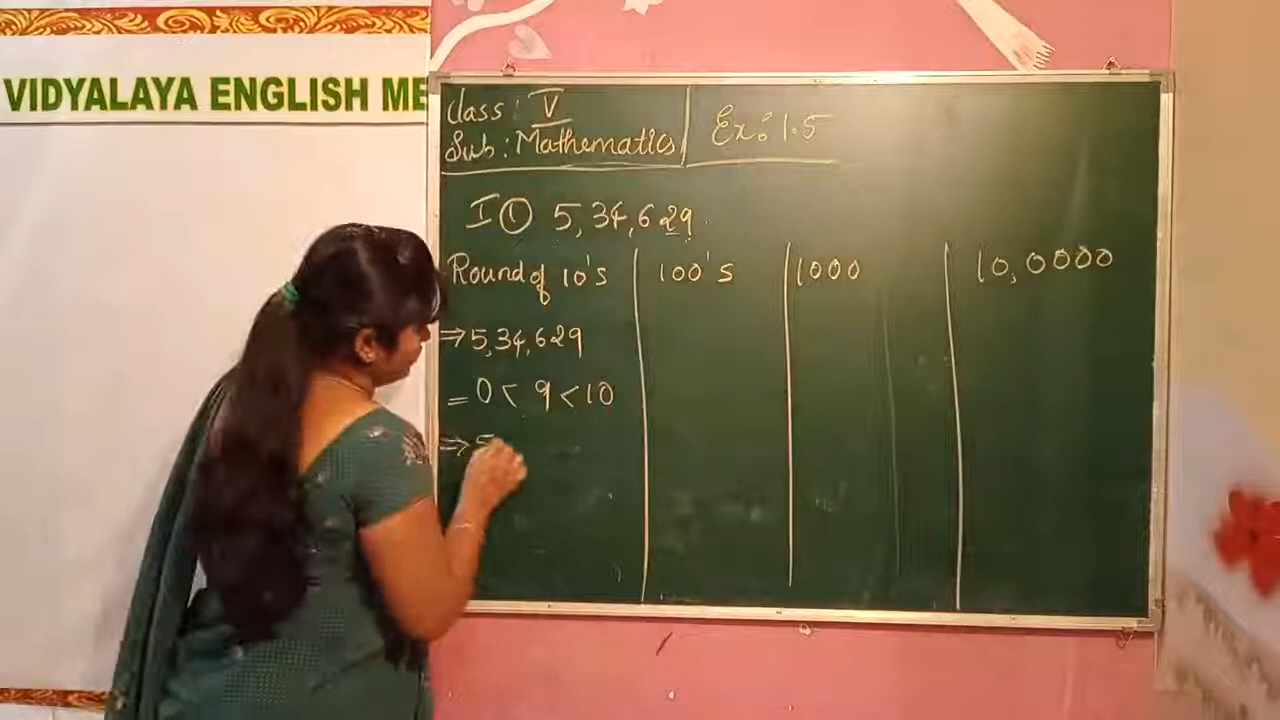 VIDYALAYA ENGLISH ME
Class : V
Sub : Mathematics
Ex: 1.5
I ① 5,34,629
Round of 10's
100's
1000
10,0000
⇒ 5,34,629
= 0 < 9 < 10
⇒ 5